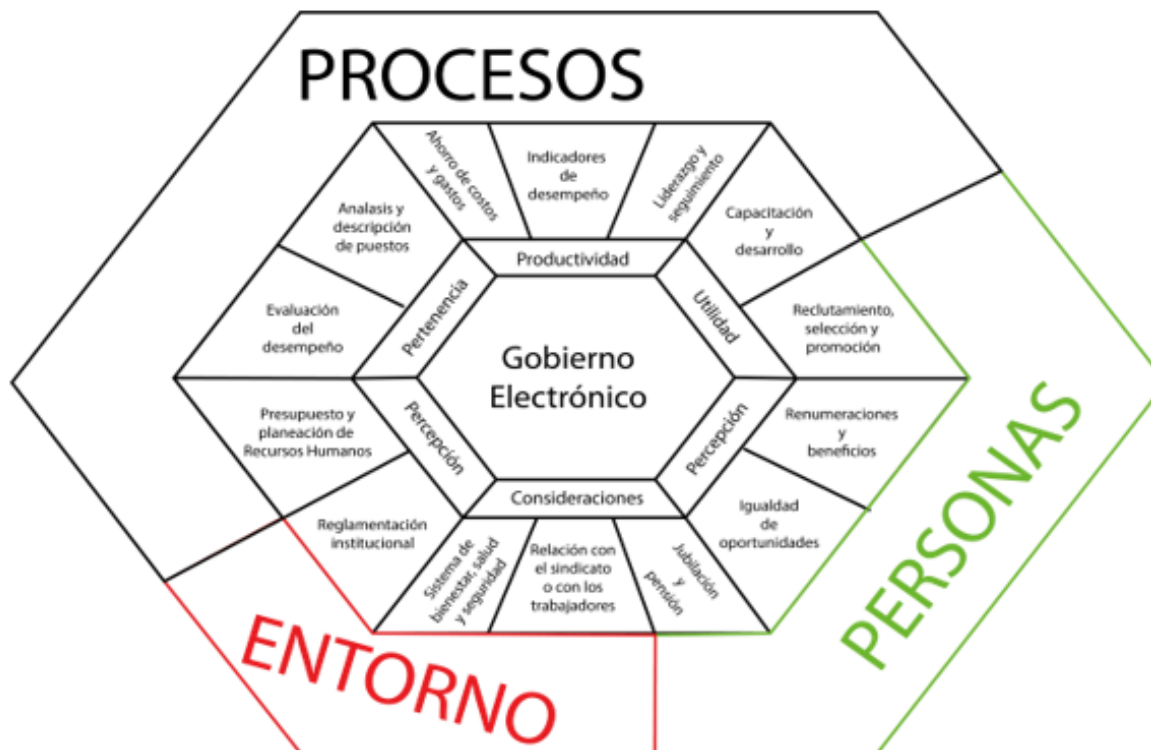 PROCESOS
Ahorro de costos
y gastos
Indicadores
de
desempeño
Liderazgo y
seguimiento
Analasis y
descripción
de puestos
Capacitación
y
desarrollo
Productividad
Pertenencia
Utilidad
Evaluación
del
desempeño
Reclutamiento,
selección y
promoción
Gobierno
Electrónico
Presupuesto y
planeación de
Recursos Humanos
Percepción
Percepción
Renumeraciones
y
beneficios
Consideraciones
Reglamentación
institucional
Sistema de
bienestar, salud
y seguridad
Relación con
el sindicato
o con los
trabajadores
Jubilación
y
pensión
Igualdad
de
oportunidades
ENTORNO
PERSONAS